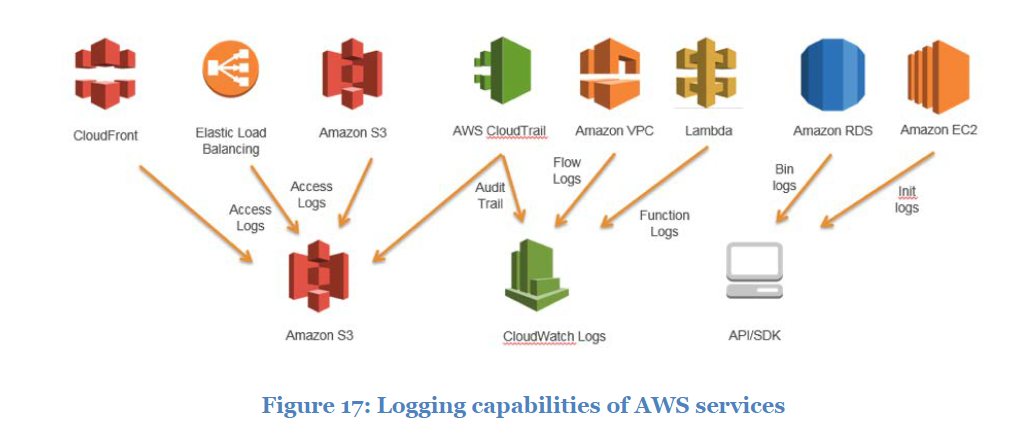 CloudFront
Elastic Load
Balancing
Amazon S3
AWS CloudTrail
Amazon VPC
Lambda
Amazon RDS
Amazon EC2
Access
Logs
Access
Logs
Audit
Trail
Flow
Logs
Function
Logs
Bin
logs
Init
logs
Amazon S3
CloudWatch Logs
API/SDK
Figure 17: Logging capabilities of AWS services